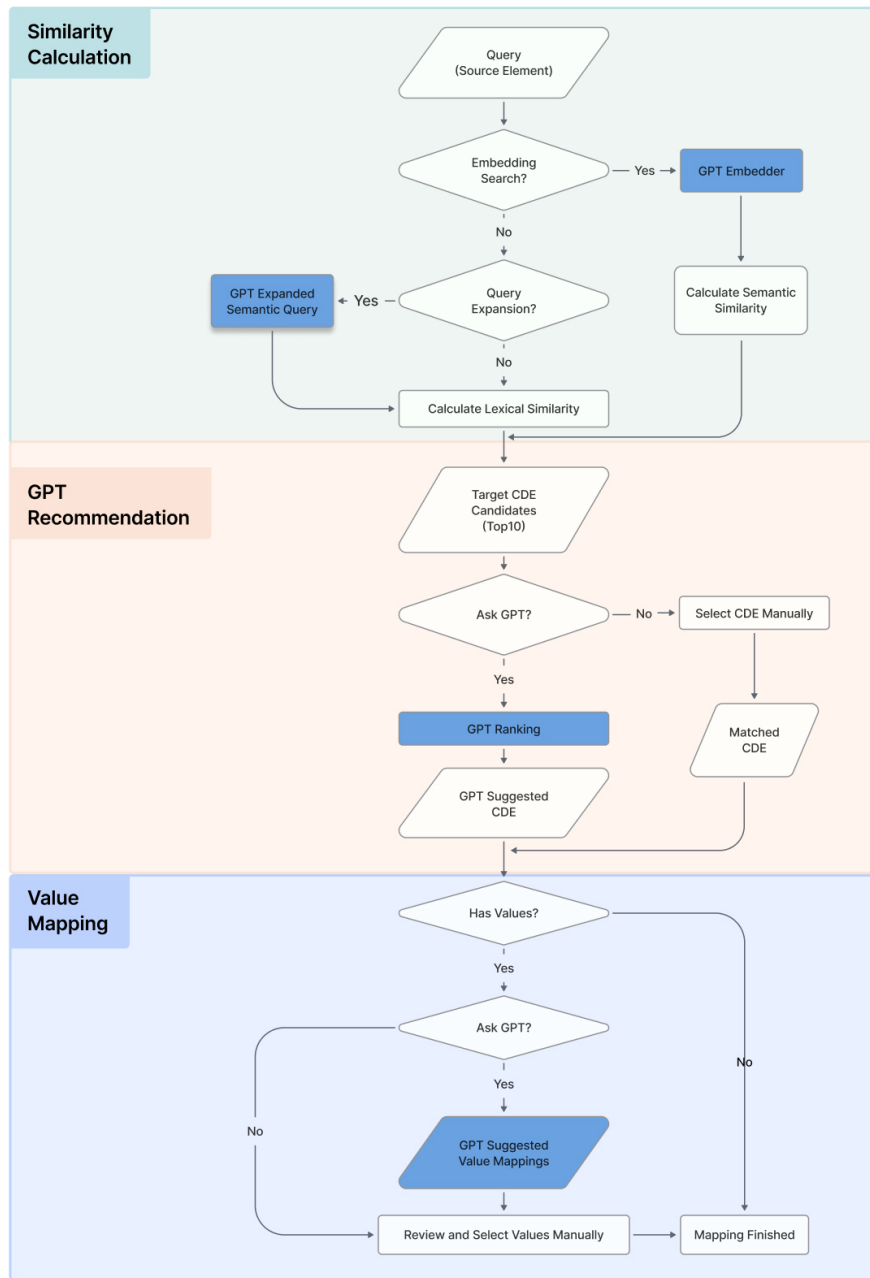 Similarity
Calculation
Query
(Source Element)
Embedding
Search?
Yes
GPT Embedder
No
GPT Expanded
Semantic Query
Yes
Query
Expansion?
Calculate Semantic
Similarity
No
Calculate Lexical Similarity
GPT
Recommendation
Target CDE
Candidates
(Top10)
Ask GPT?
No
Select CDE Manually
Yes
GPT Ranking
Matched
CDE
GPT Suggested
CDE
Value
Mapping
Has Values?
Yes
Ask GPT?
No
Yes
No
GPT Suggested
Value Mappings
Review and Select Values Manually
Mapping Finished